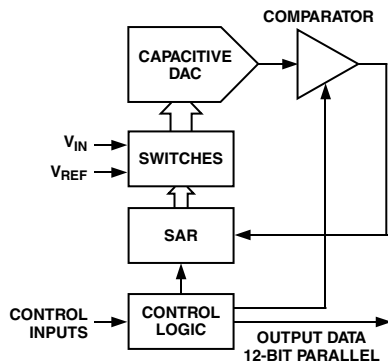 COMPARATOR
CAPACITIVE
DAC
V_IN
V_REF
SWITCHES
SAR
CONTROL
INPUTS
CONTROL
LOGIC
OUTPUT DATA
12-BIT PARALLEL